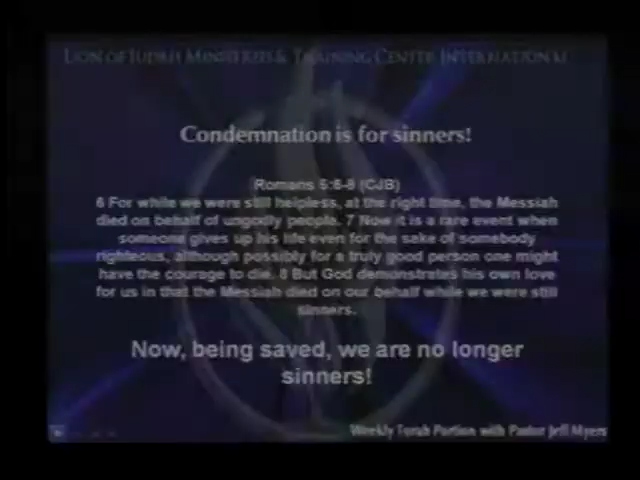 LION OF JUDAH MINISTRIES & TRAINING CENTER INTERNATIONAL
Condemnation is for sinners!
Romans 5:6-8 (CJB)
6 For while we were still helpless, at the right time, the Messiah
died on behalf of ungodly people. 7 Now it is a rare event when
someone gives up his life even for the sake of somebody
righteous, although possibly for a truly good person one might
have the courage to die. 8 But God demonstrates his own love
for us in that the Messiah died on our behalf while we were still
sinners.
Now, being saved, we are no longer
sinners!
Weekly Torah Portion with Pastor Jeff Myers